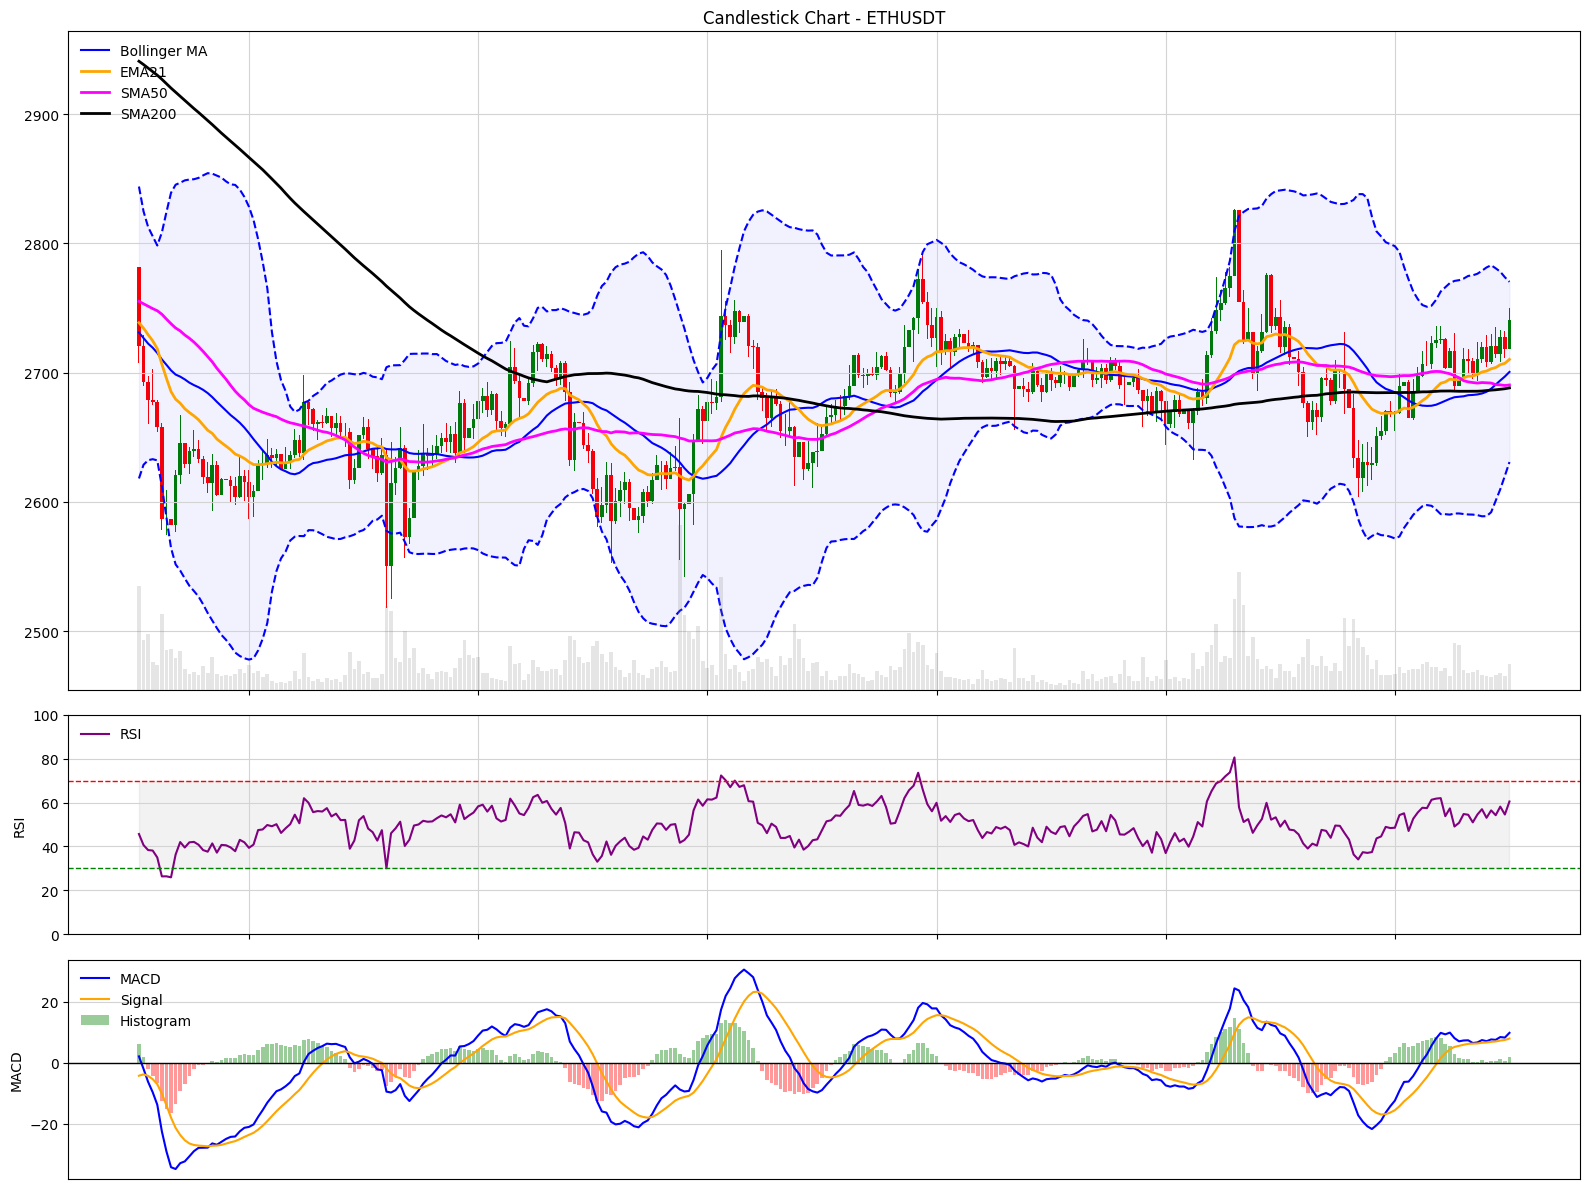 Candlestick Chart - ETHUSDT
Bollinger MA
EMA21
SMA50
SMA200
2900
2800
2700
2600
2500
RSI
100
80
60
40
20
0
RSI
MACD
Signal
Histogram
20
0
−20
MACD